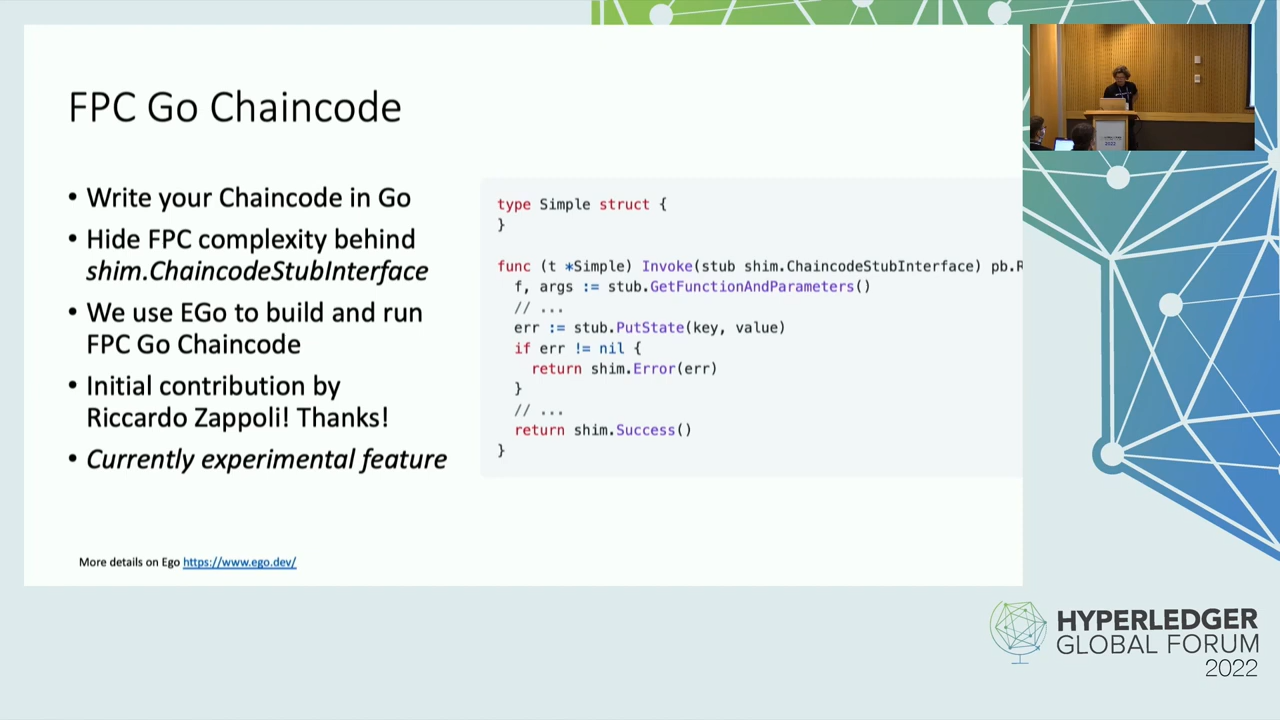 FPC Go Chaincode
• Write your Chaincode in Go
• Hide FPC complexity behind
shim.ChaincodeStubInterface
• We use EGo to build and run
FPC Go Chaincode
• Initial contribution by
Riccardo Zappoli! Thanks!
• Currently experimental feature
type Simple struct {
}
func (t *Simple) Invoke(stub shim.ChaincodeStubInterface) pb.R
f, args := stub.GetFunctionAndParameters()
// ...
err := stub.PutState(key, value)
if err != nil {
return shim.Error(err)
}
// ...
return shim.Success()
}
More details on Ego https://www.ego.dev/
HYPERLEDGER
GLOBAL FORUM
2022